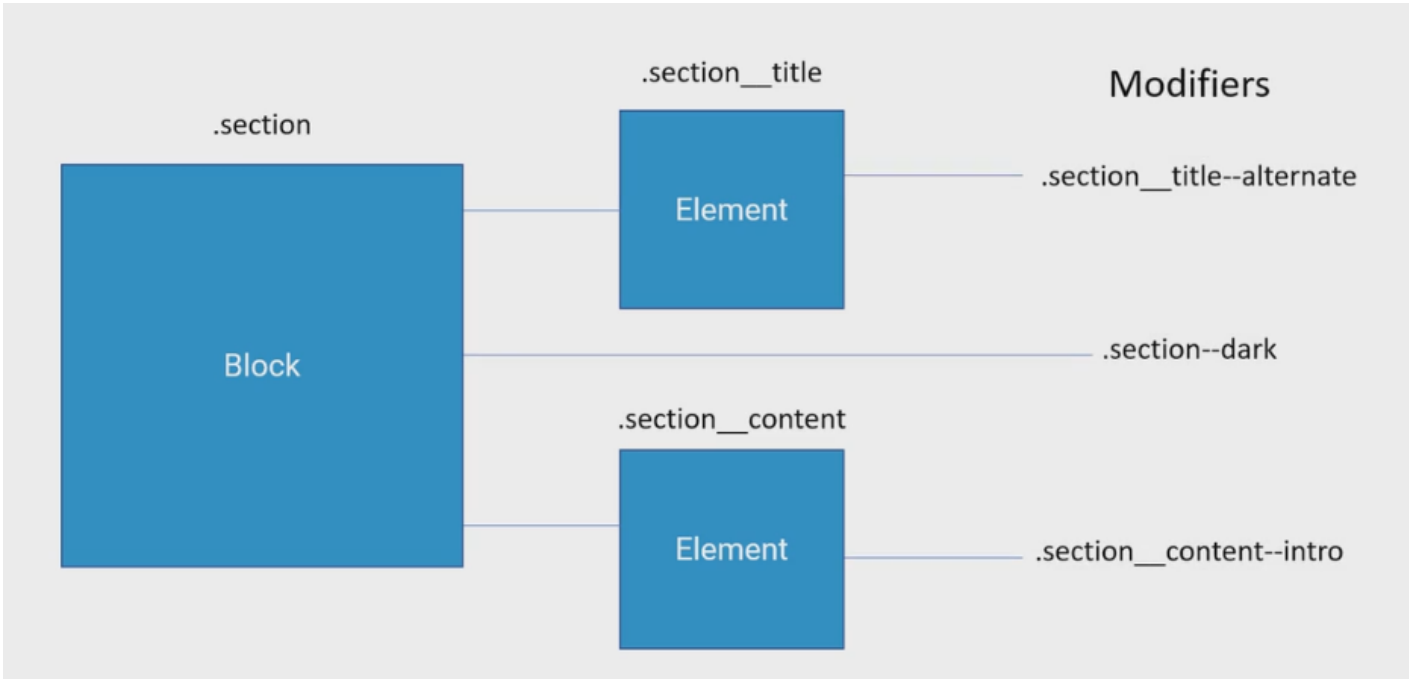 .section
Block
.section__title
Element
.section__content
Element
Modifiers
.section__title--alternate
.section--dark
.section__content--intro